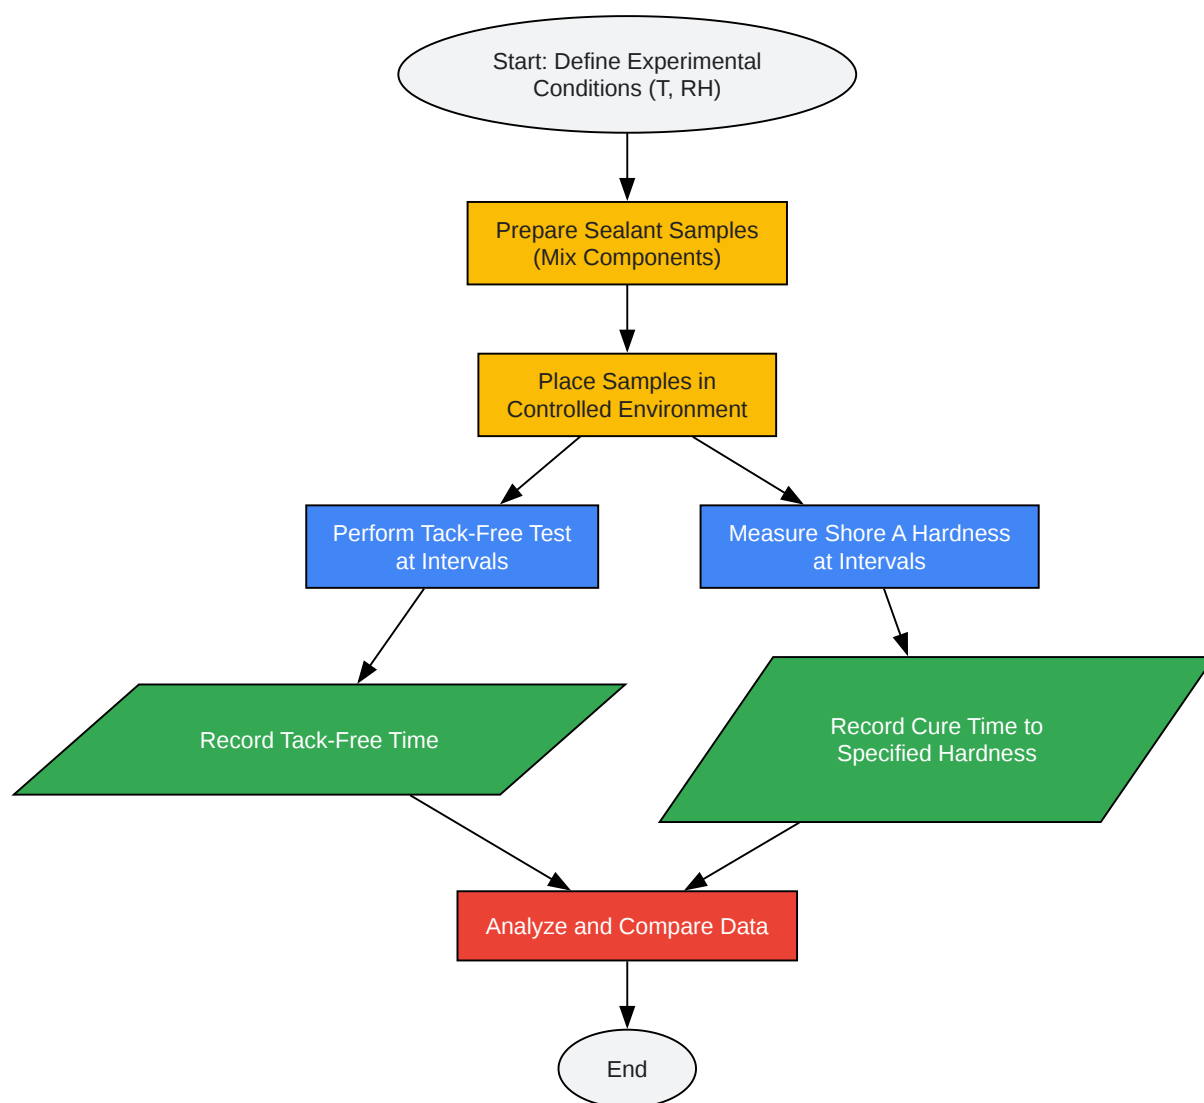 Start: Define Experimental
Conditions (T, RH)
Prepare Sealant Samples
(Mix Components)
Place Samples in
Controlled Environment
Perform Tack-Free Test
at Intervals
Measure Shore A Hardness
at Intervals
Record Tack-Free Time
Record Cure Time to
Specified Hardness
Analyze and Compare Data
End